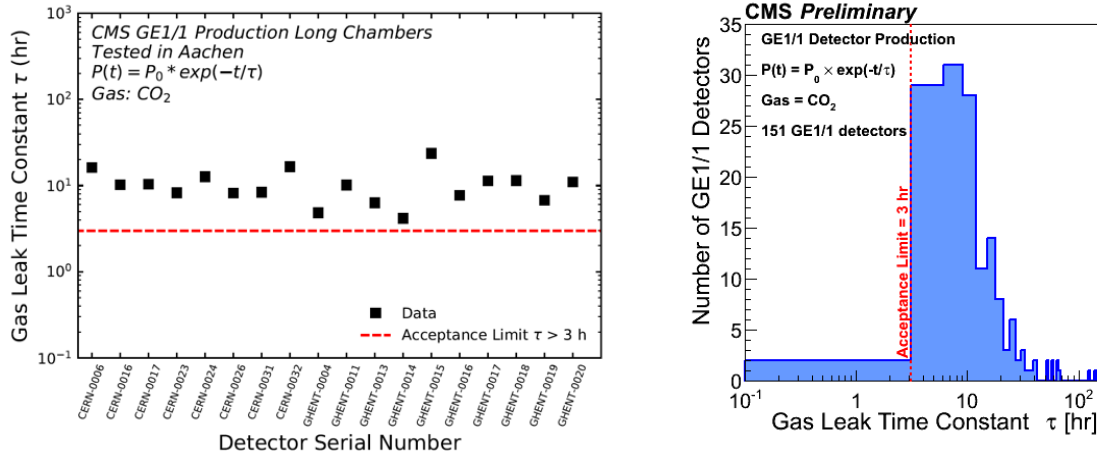 CMS GE1/1 Production Long Chambers
Tested in Aachen
P(t) = P₀ * exp(−t/τ)
Gas: CO₂
Gas Leak Time Constant τ (hr)
10³
10²
10¹
10⁰
10⁻¹
Data
Acceptance Limit τ > 3 h
CERN-0006
CERN-0016
CERN-0017
CERN-0023
CERN-0024
CERN-0026
CERN-0031
CERN-0032
GHENT-0004
GHENT-0011
GHENT-0013
GHENT-0014
GHENT-0015
GHENT-0016
GHENT-0017
GHENT-0018
GHENT-0019
GHENT-0020
Detector Serial Number
CMS Preliminary
GE1/1 Detector Production
P(t) = P₀ × exp(-t/τ)
Gas = CO₂
151 GE1/1 detectors
Acceptance Limit = 3 hr
Number of GE1/1 Detectors
35
30
25
20
15
10
5
0
10⁻¹
1
10
10²
Gas Leak Time Constant τ [hr]